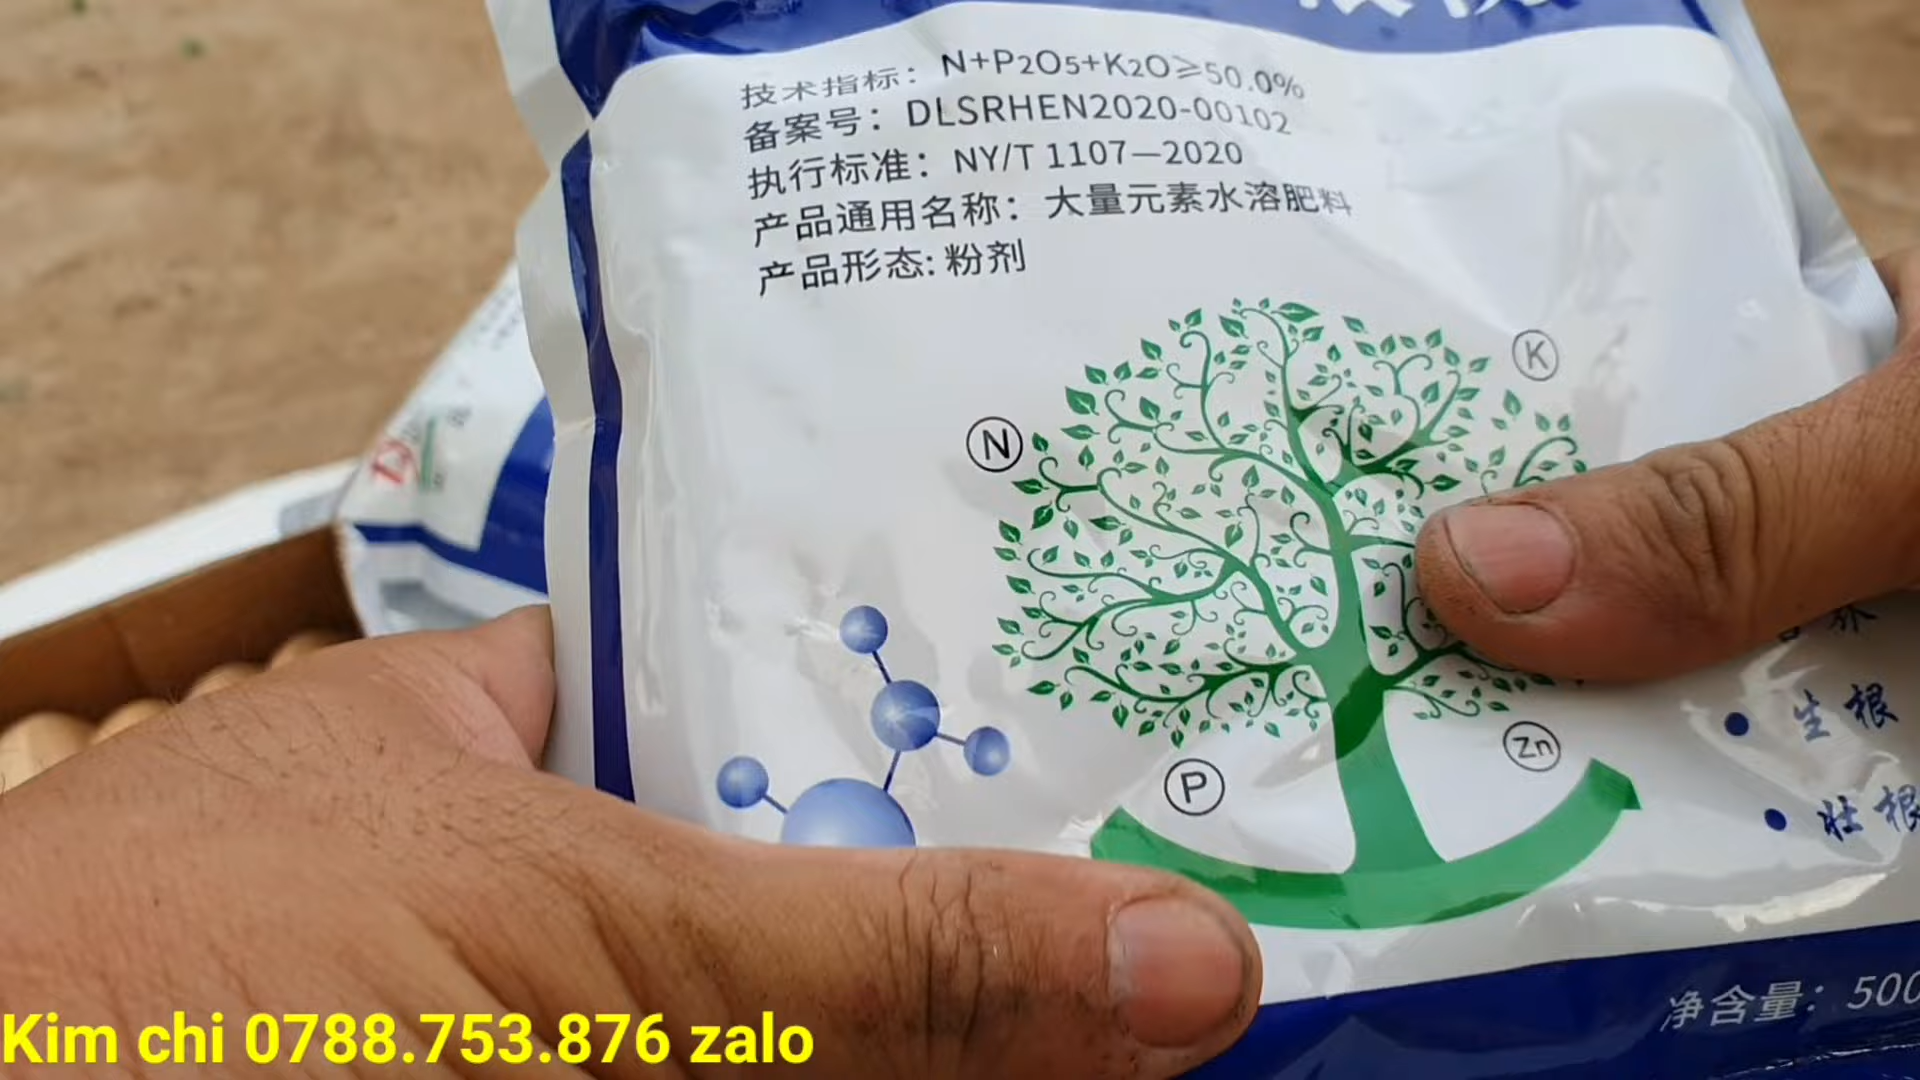 技术指标： N+P2O5+K2O≥50.0%
备案号： DLSRHEN2020-00102
执行标准： NY/T 1107—2020
产品通用名称： 大量元素水溶肥料
产品形态: 粉剂
K
N
生根
Zn
P
壮根
净含量： 500
Kim chi 0788.753.876 zalo